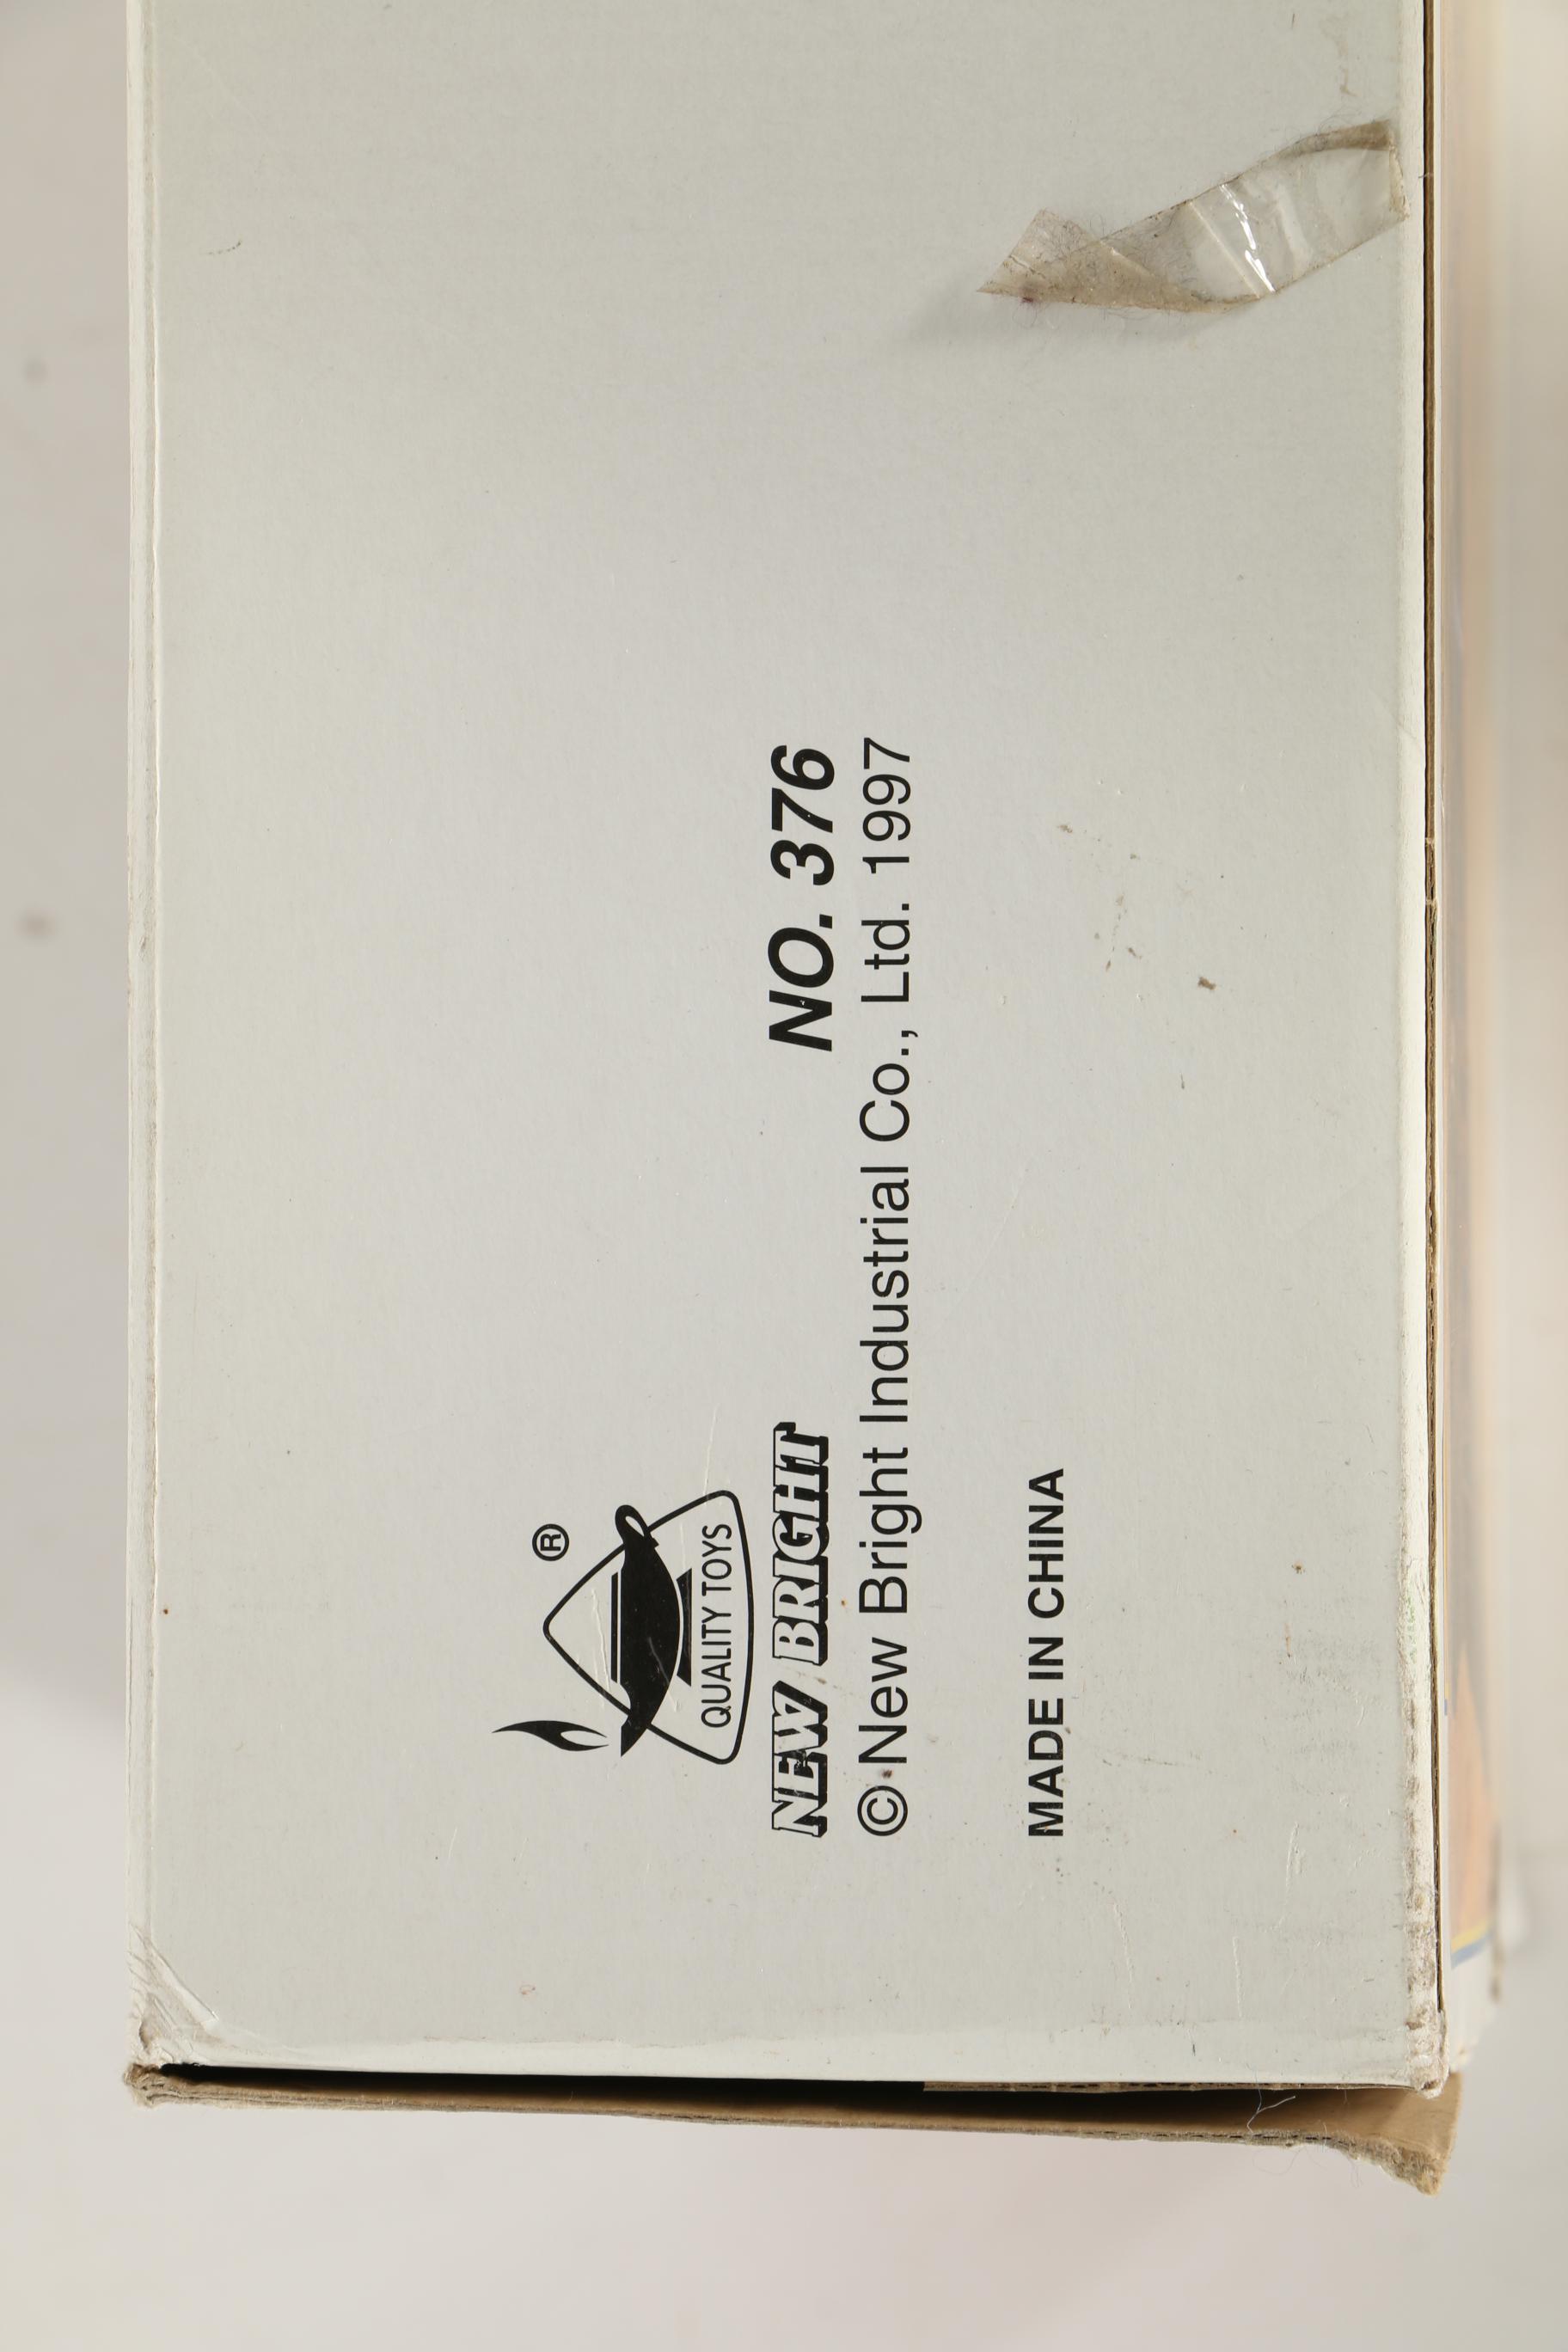 ®
QUALITY TOYS
NEW BRIGHT NO. 376
© New Bright Industrial Co., Ltd. 1997
MADE IN CHINA